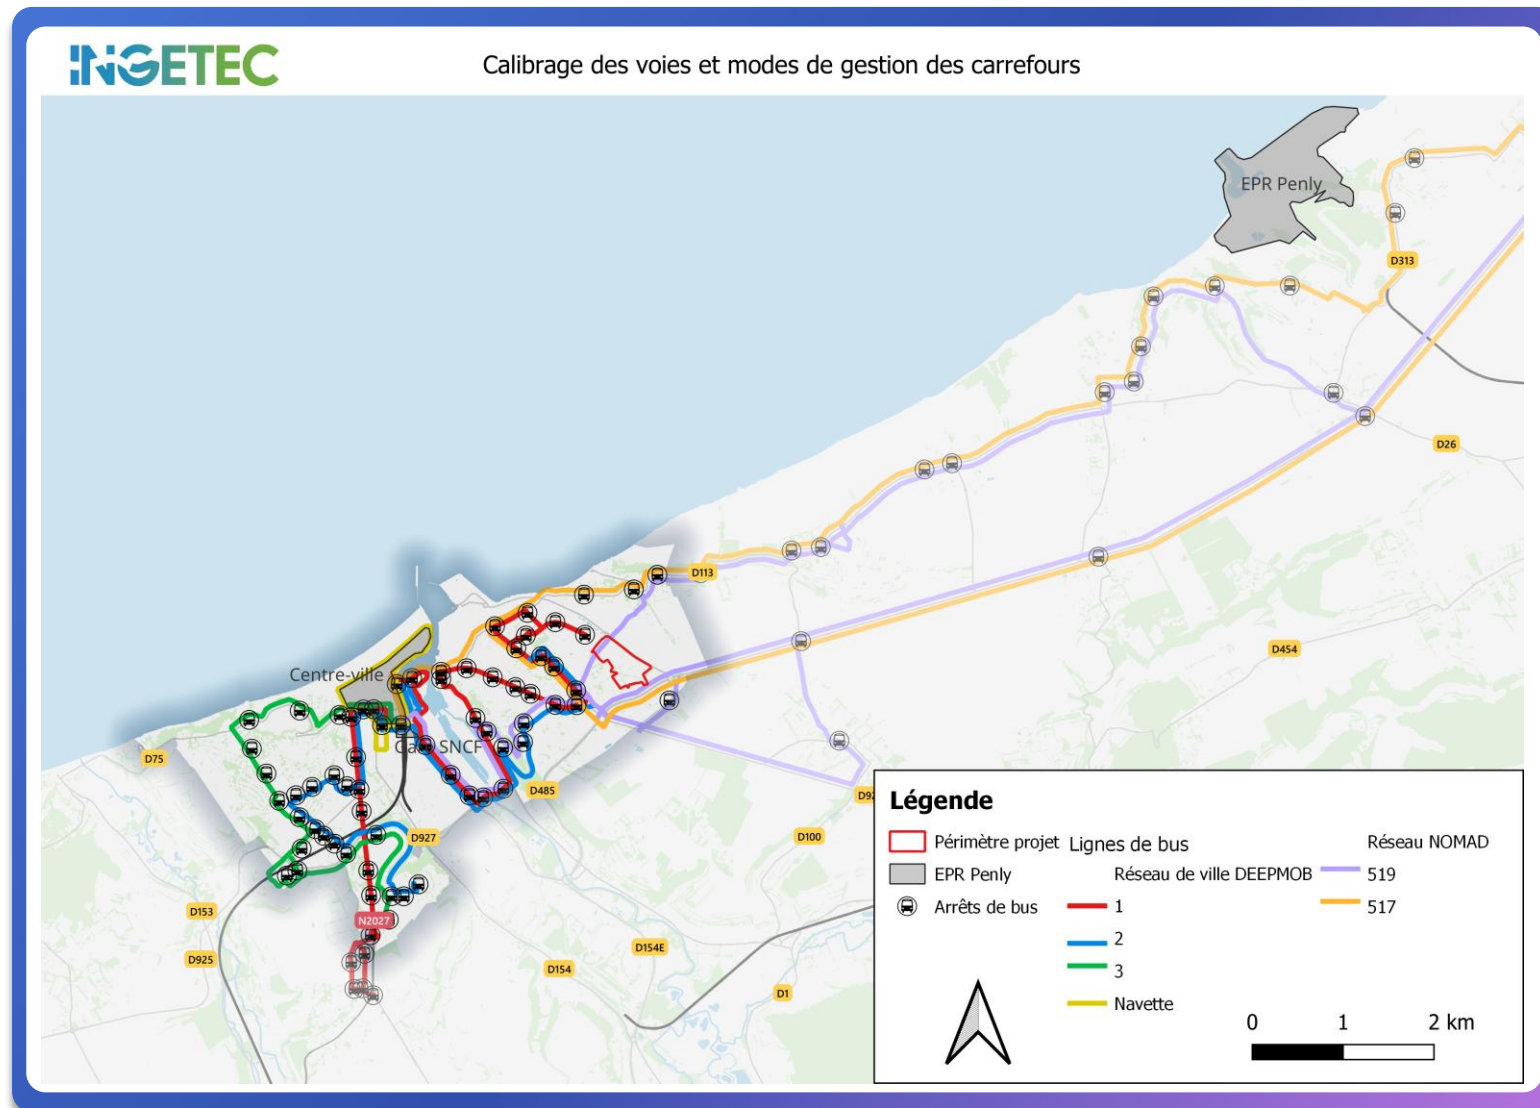 INGETEC
Calibrage des voies et modes de gestion des carrefours
EPR Penly
D313
D26
D113
D454
Centre-ville
SNCF
D75
D485
D927
D100
D153
N2027
D925
D154E
D154
D1
Légende
Périmètre projet
EPR Penly
Arrêts de bus
Lignes de bus
Réseau de ville DEEPMOB
1
2
3
Navette
Réseau NOMAD
519
517
0 1 2 km